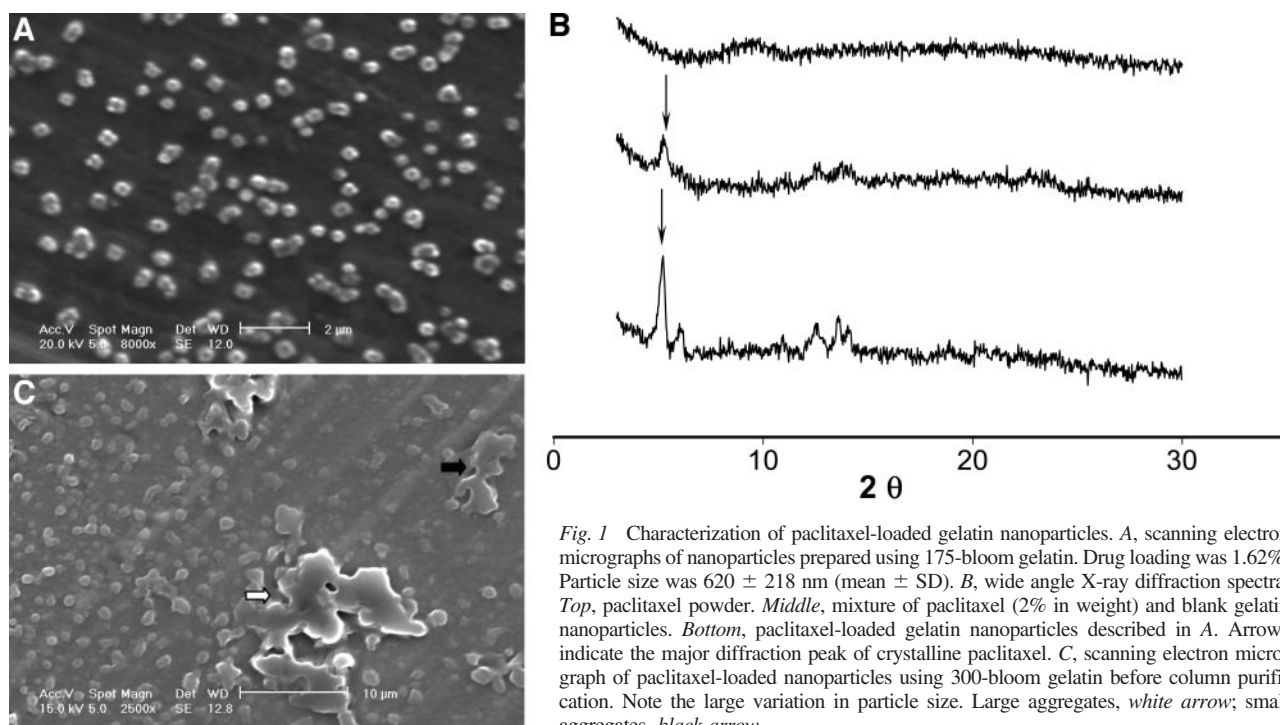 A
Acc.V Spot Magn Det WD 2 µm
20.0 kV 5.0 8000x SE 12.0
B
0 10 20 30
2 θ
C
Acc.V Spot Magn Det WD 10 µm
15.0 kV 5.0 2500x SE 12.8
Fig. 1 Characterization of paclitaxel-loaded gelatin nanoparticles. A, scanning electron
micrographs of nanoparticles prepared using 175-bloom gelatin. Drug loading was 1.62%
Particle size was 620 ± 218 nm (mean ± SD). B, wide angle X-ray diffraction spectra
Top, paclitaxel powder. Middle, mixture of paclitaxel (2% in weight) and blank gelatin
nanoparticles. Bottom, paclitaxel-loaded gelatin nanoparticles described in A. Arrow
indicate the major diffraction peak of crystalline paclitaxel. C, scanning electron micro-
graph of paclitaxel-loaded nanoparticles using 300-bloom gelatin before column purifi-
cation. Note the large variation in particle size. Large aggregates, white arrow; smal
aggregates, black arrow